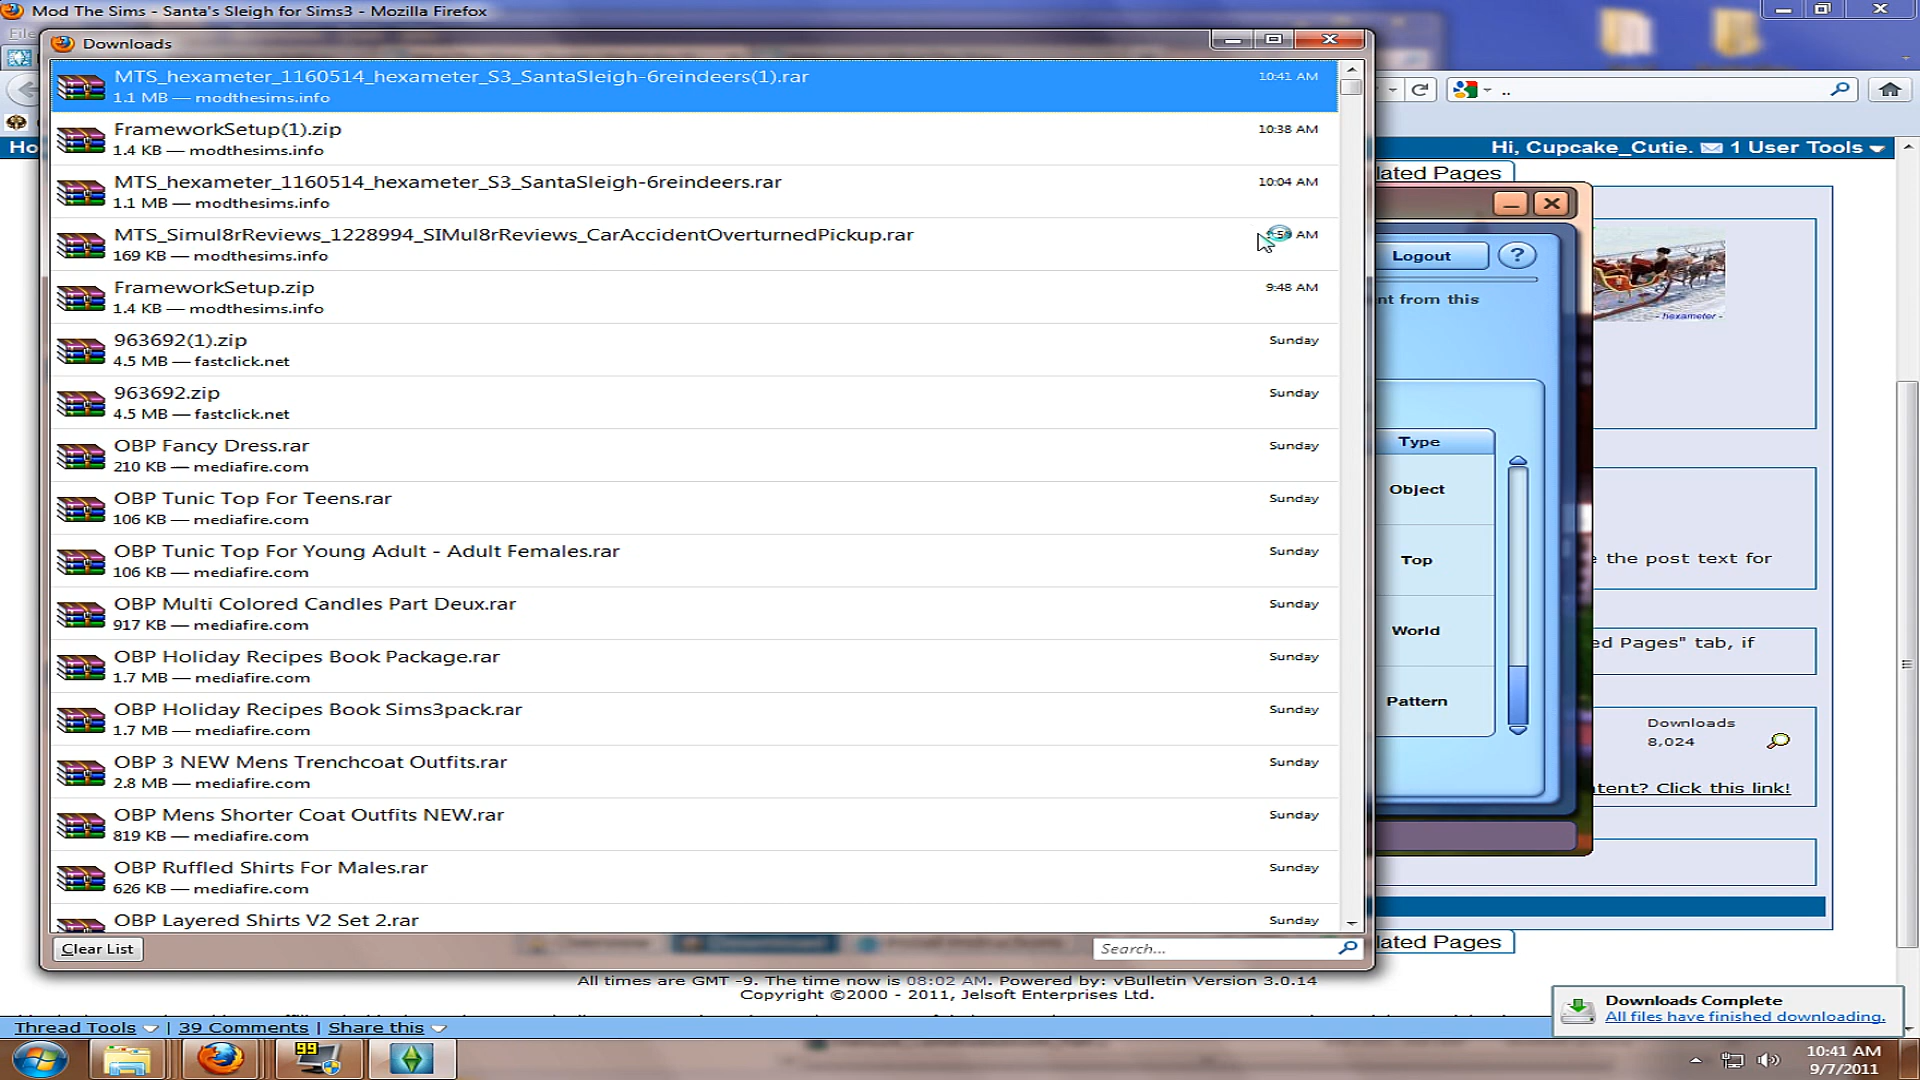 Mod The Sims - Santa's Sleigh for Sims3 - Mozilla Firefox
Downloads
MTS_hexameter_1160514_hexameter_S3_SantaSleigh-6reindeers(1).rar
10:41 AM
1.1 MB — modthesims.info
FrameworkSetup(1).zip
10:38 AM
1.4 KB — modthesims.info
MTS_hexameter_1160514_hexameter_S3_SantaSleigh-6reindeers.rar
10:04 AM
1.1 MB — modthesims.info
MTS_Simul8rReviews_1228994_SIMul8rReviews_CarAccidentOverturnedPickup.rar
AM
169 KB — modthesims.info
FrameworkSetup.zip
9:48 AM
1.4 KB — modthesims.info
963692(1).zip
Sunday
4.5 MB — fastclick.net
963692.zip
Sunday
4.5 MB — fastclick.net
OBP Fancy Dress.rar
Sunday
210 KB — mediafire.com
OBP Tunic Top For Teens.rar
Sunday
106 KB — mediafire.com
OBP Tunic Top For Young Adult - Adult Females.rar
Sunday
106 KB — mediafire.com
OBP Multi Colored Candles Part Deux.rar
Sunday
917 KB — mediafire.com
OBP Holiday Recipes Book Package.rar
Sunday
1.7 MB — mediafire.com
OBP Holiday Recipes Book Sims3pack.rar
Sunday
1.7 MB — mediafire.com
OBP 3 NEW Mens Trenchcoat Outfits.rar
Sunday
2.8 MB — mediafire.com
OBP Mens Shorter Coat Outfits NEW.rar
Sunday
819 KB — mediafire.com
OBP Ruffled Shirts For Males.rar
Sunday
626 KB — mediafire.com
OBP Layered Shirts V2 Set 2.rar
Sunday
Clear List
Search...
..
Ho
Hi, Cupcake_Cutie. 1 User Tools
lated Pages
Logout
?
nt from this
- hexameter -
Type
Object
Top
World
Pattern
e the post text for
ed Pages" tab, if
Downloads
8,024
tent? Click this link!
lated Pages
All times are GMT -9. The time now is 08:02 AM. Powered by: vBulletin Version 3.0.14
Copyright ©2000 - 2011, Jelsoft Enterprises Ltd.
Thread Tools | 39 Comments | Share this
Downloads Complete
All files have finished downloading.
99
10:41 AM
9/7/2011